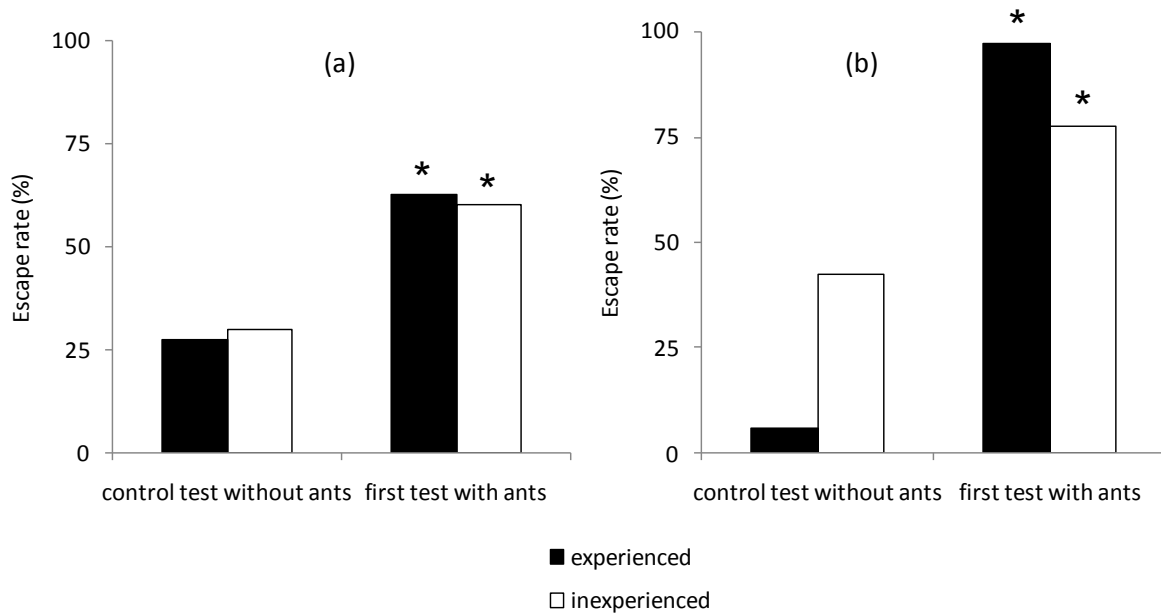 (a)
Escape rate (%)
100
75
50
25
0
* *
control test without ants first test with ants
(b)
Escape rate (%)
100
75
50
25
0
*
*
control test without ants first test with ants
experienced
inexperienced